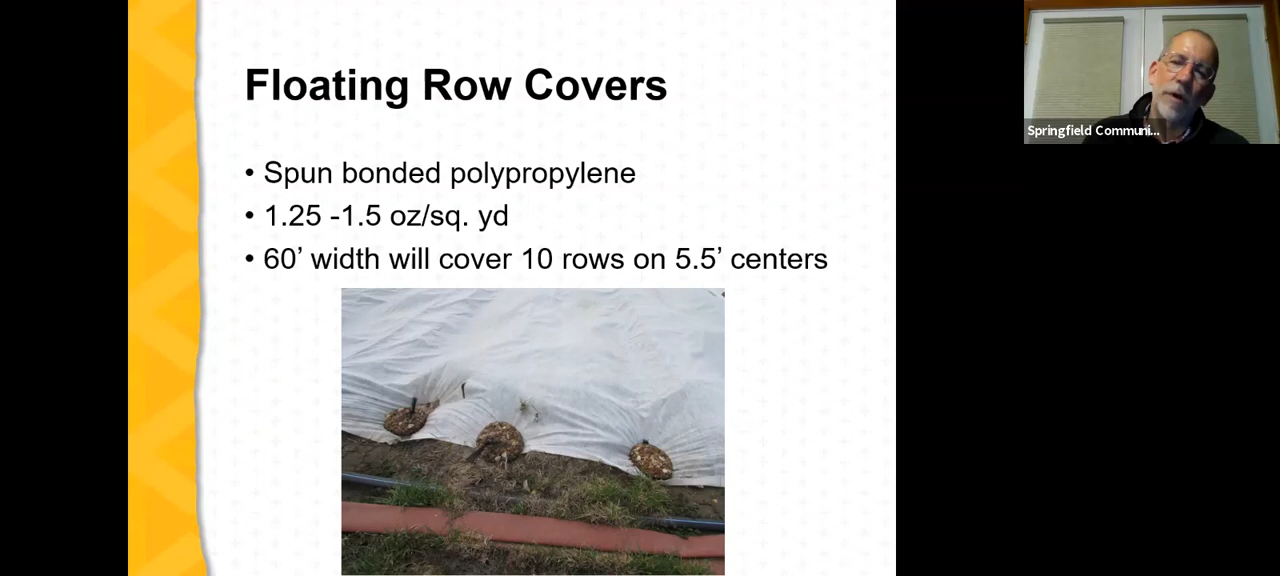 Floating Row Covers
• Spun bonded polypropylene
• 1.25 -1.5 oz/sq. yd
• 60’ width will cover 10 rows on 5.5’ centers
Springfield Communi...